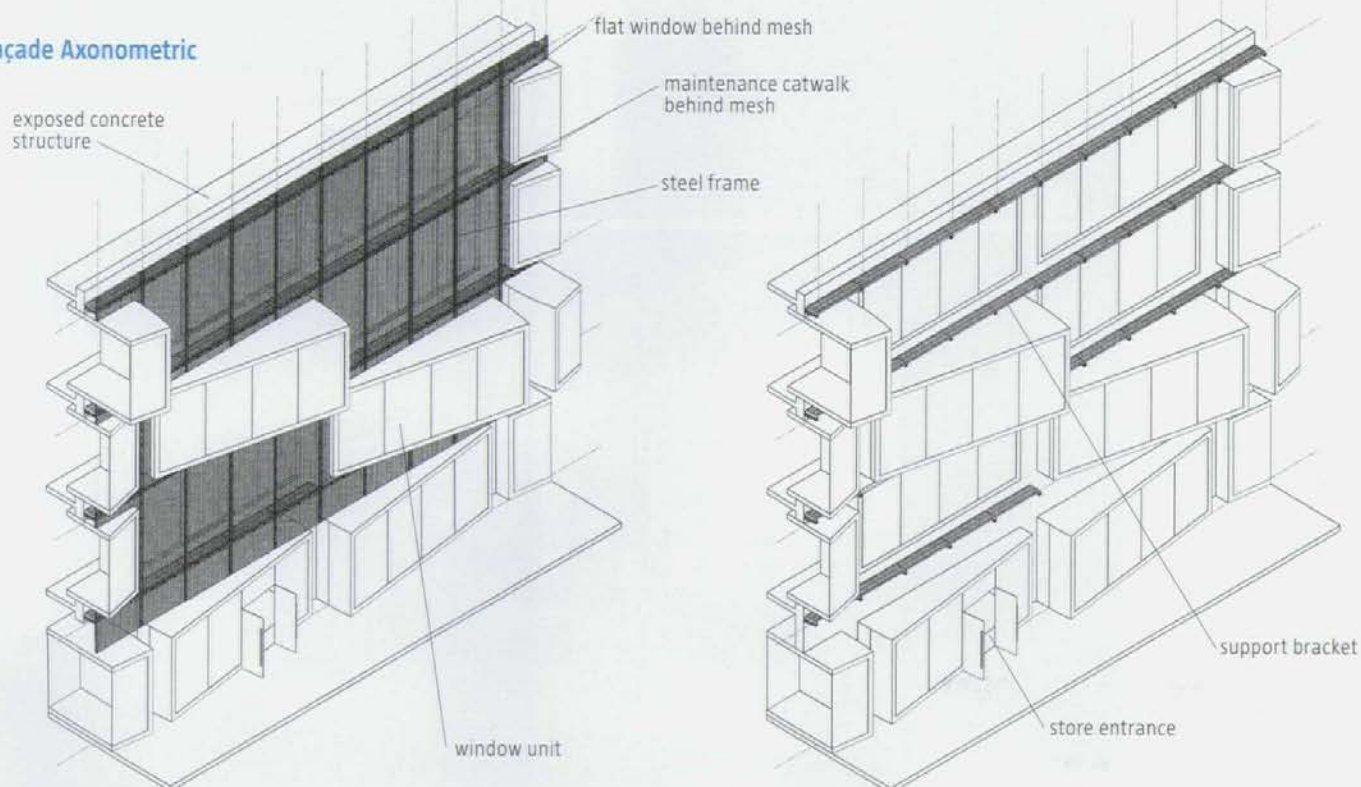 çade Axonometric
flat window behind mesh
maintenance catwalk
behind mesh
exposed concrete
structure
steel frame
window unit
support bracket
store entrance